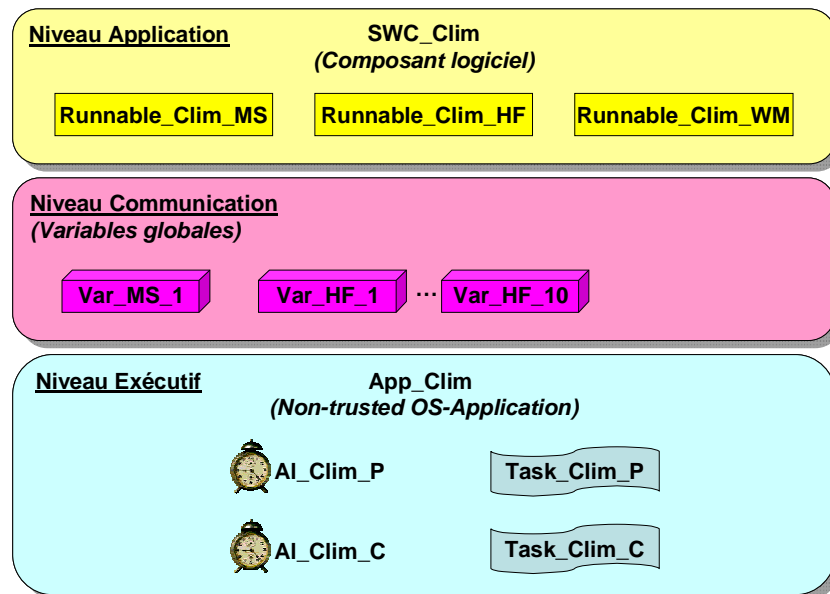 Niveau Application
SWC_Clim
(Composant logiciel)
Runnable_Clim_MS
Runnable_Clim_HF
Runnable_Clim_WM
Niveau Communication
(Variables globales)
Var_MS_1
Var_HF_1
...
Var_HF_10
Niveau Exécutif
App_Clim
(Non-trusted OS-Application)
Al_Clim_P
Task_Clim_P
Al_Clim_C
Task_Clim_C